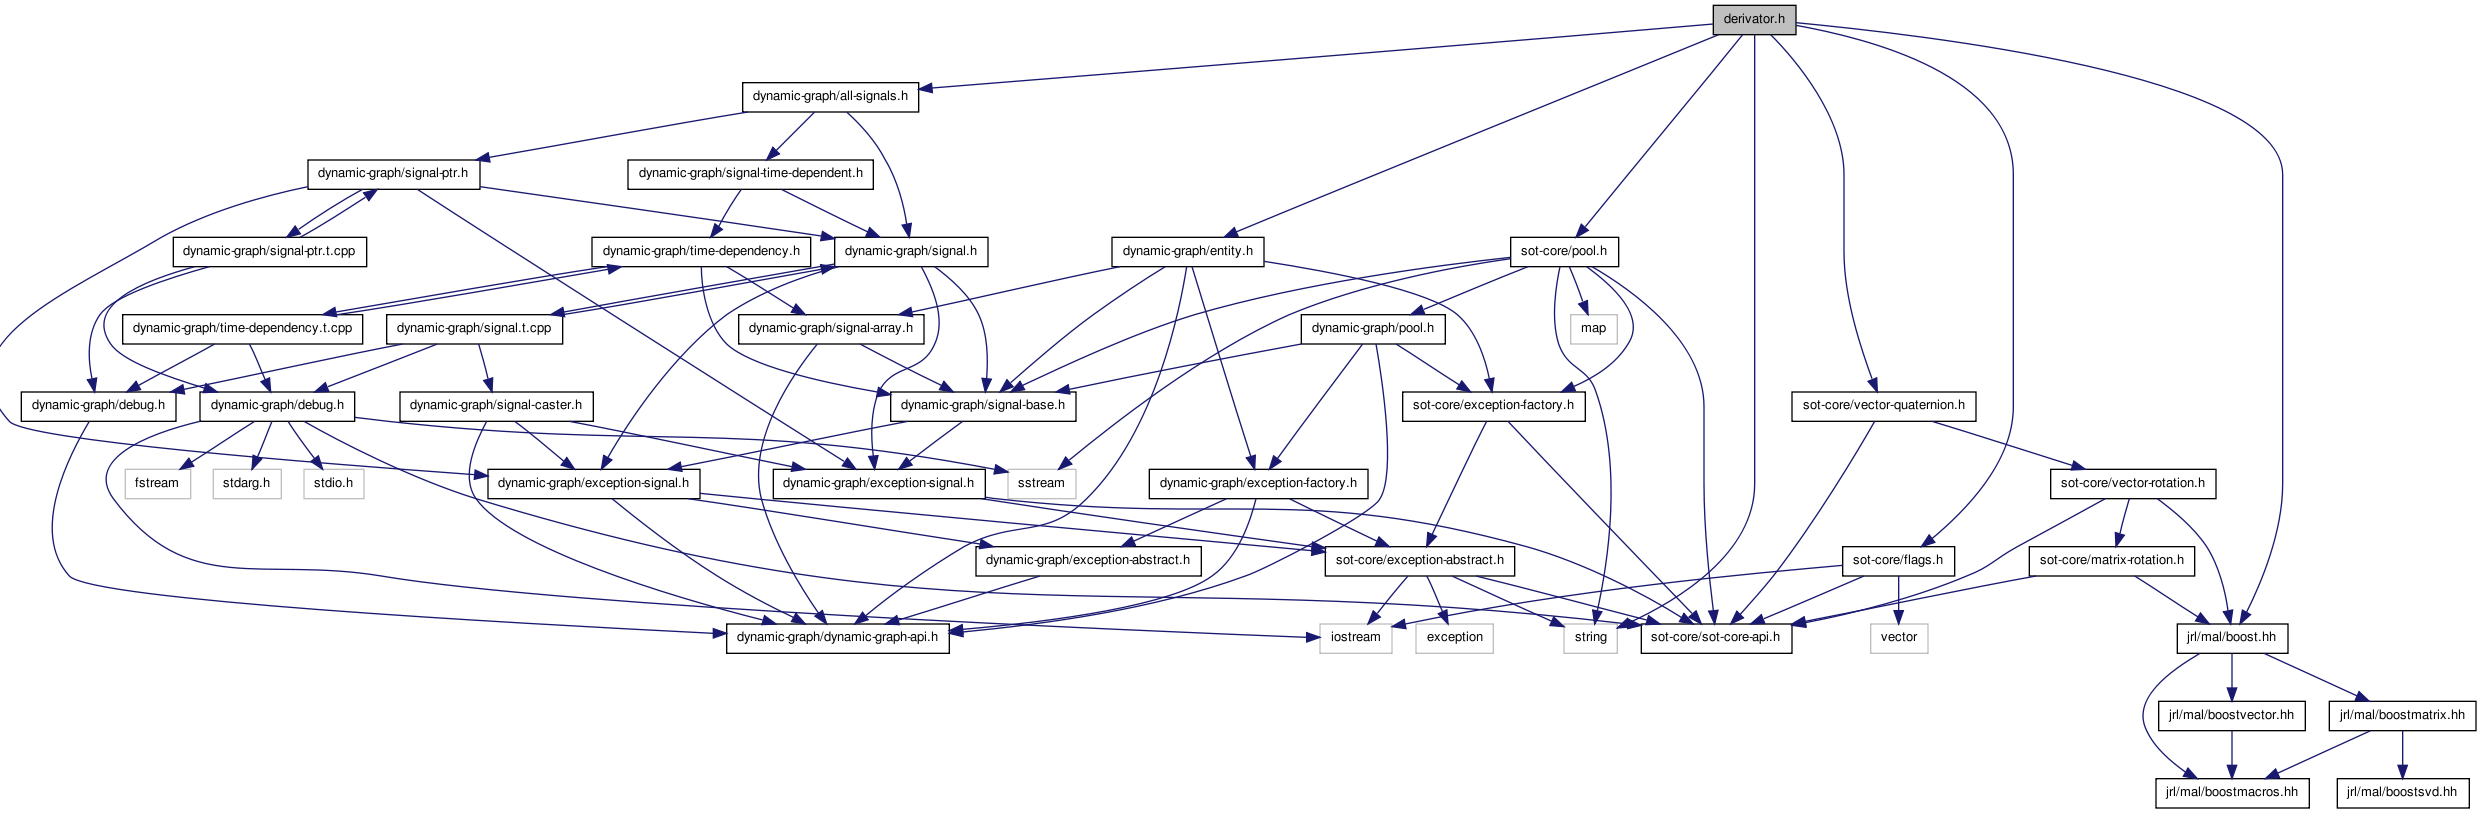 derivator.h
dynamic-graph/all-signals.h
dynamic-graph/signal-ptr.h
dynamic-graph/signal-time-dependent.h
dynamic-graph/signal-ptr.t.cpp
dynamic-graph/time-dependency.h
dynamic-graph/signal.h
dynamic-graph/entity.h
sot-core/pool.h
dynamic-graph/time-dependency.t.cpp
dynamic-graph/signal.t.cpp
dynamic-graph/signal-array.h
dynamic-graph/pool.h
map
dynamic-graph/debug.h
dynamic-graph/debug.h
dynamic-graph/signal-caster.h
dynamic-graph/signal-base.h
sot-core/exception-factory.h
sot-core/vector-quaternion.h
fstream
stdarg.h
stdio.h
dynamic-graph/exception-signal.h
dynamic-graph/exception-signal.h
sstream
dynamic-graph/exception-factory.h
sot-core/vector-rotation.h
dynamic-graph/exception-abstract.h
sot-core/exception-abstract.h
sot-core/flags.h
sot-core/matrix-rotation.h
dynamic-graph/dynamic-graph-api.h
iostream
exception
string
sot-core/sot-core-api.h
vector
jrl/mal/boost.hh
jrl/mal/boostvector.hh
jrl/mal/boostmatrix.hh
jrl/mal/boostmacros.hh
jrl/mal/boostsvd.hh